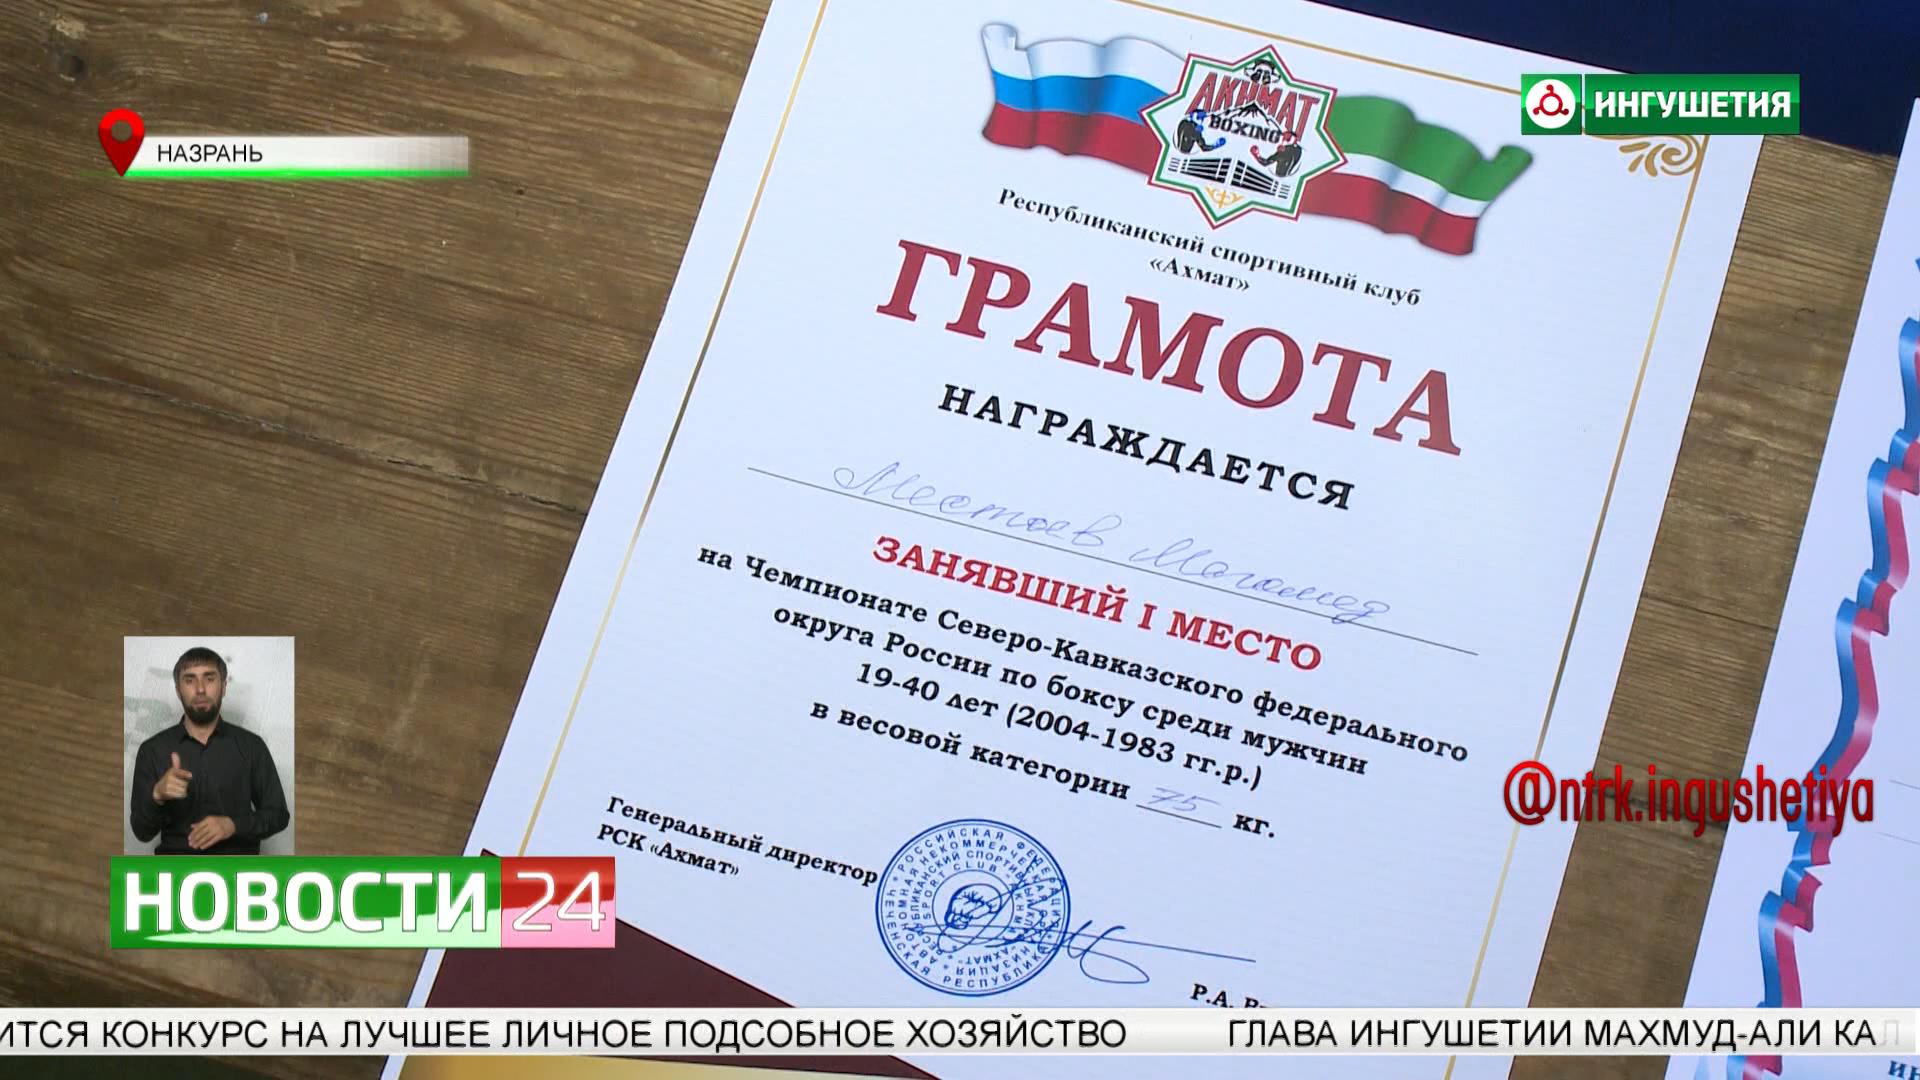 AKHMAT
BOXING
ИНГУШЕТИЯ
НАЗРАНЬ
Республиканский спортивный клуб
«Ахмат»
ГРАМОТА
НАГРАЖДАЕТСЯ
Местоев Магомед
ЗАНЯВШИЙ I МЕСТО
на Чемпионате Северо-Кавказского федерального
округа России по боксу среди мужчин
19-40 лет (2004-1983 гг.р.)
в весовой категории 75 кг.
@ntrk.ingushetiya
Генеральный директор
РСК «Ахмат»
Р.А.
НОВОСТИ 24
ИТСЯ КОНКУРС НА ЛУЧШЕЕ ЛИЧНОЕ ПОДСОБНОЕ ХОЗЯЙСТВО ГЛАВА ИНГУШЕТИИ МАХМУД-АЛИ КАЛ